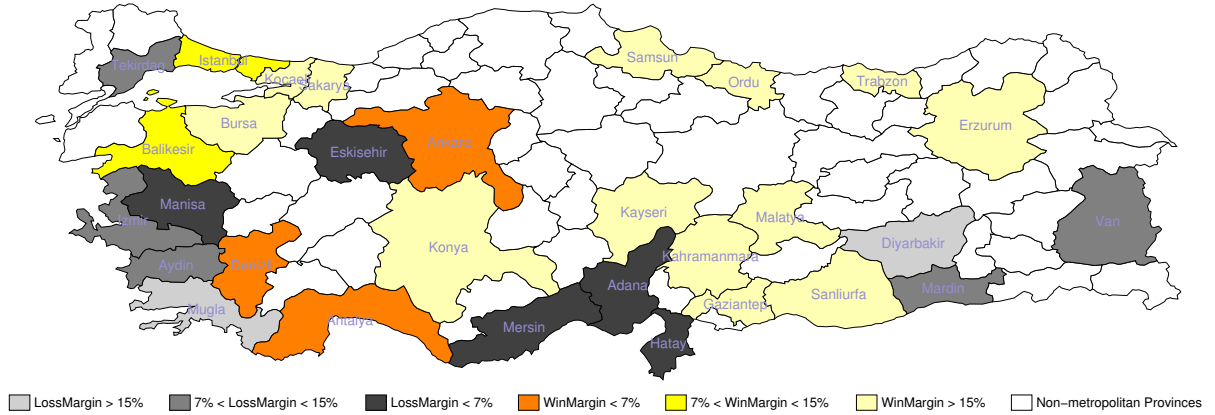 Samsun
Istanbul
Tekirdag
Kocaeli
Sakarya
Ordu
Trabzon
Bursa
Erzurum
Ankara
Balikesir
Eskisehir
Manisa
Izmir
Kayseri
Malatya
Van
Konya
Diyarbakir
Kahramanmara
Aydin
Denizli
Adana
Mardin
Sanliurfa
Gaziantep
Mugla
Antalya
Mersin
Hatay
LossMargin > 15%
7% < LossMargin < 15%
LossMargin < 7%
WinMargin < 7%
7% < WinMargin < 15%
WinMargin > 15%
Non−metropolitan Provinces